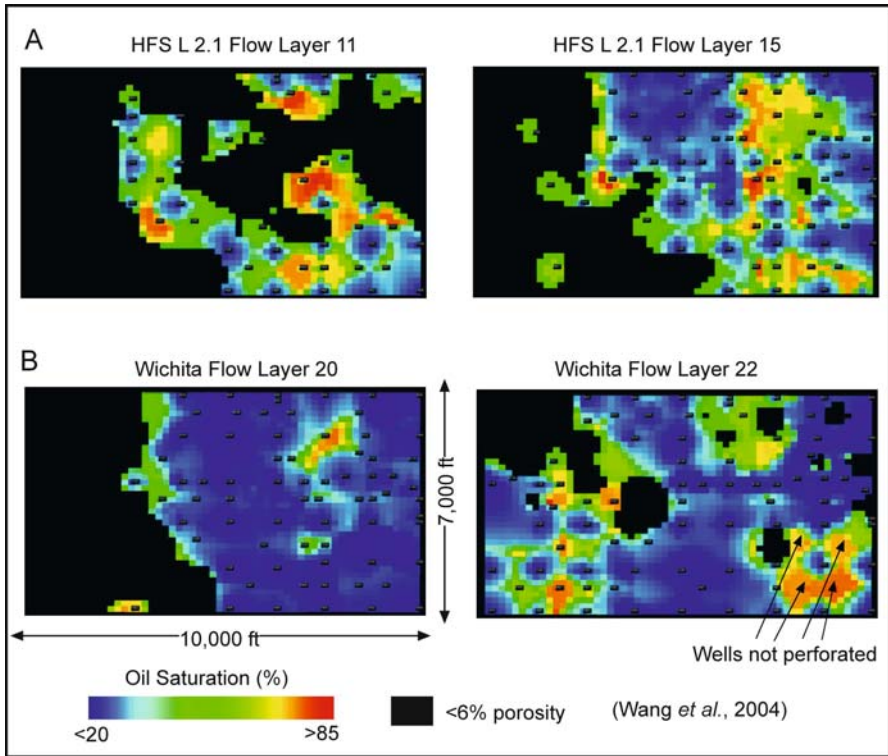 A
HFS L 2.1 Flow Layer 11
HFS L 2.1 Flow Layer 15
B
Wichita Flow Layer 20
Wichita Flow Layer 22
7,000 ft
10,000 ft
Wells not perforated
Oil Saturation (%)
<20
>85
<6% porosity
(Wang et al., 2004)